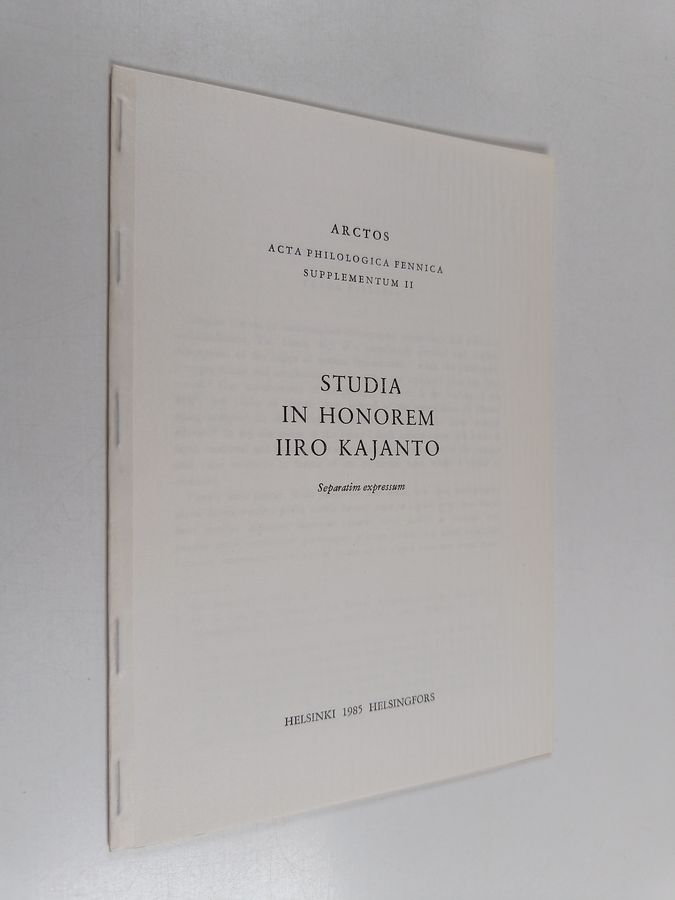 ARCTOS
ACTA PHILOLOGICA FENNICA
SUPPLEMENTUM II
STUDIA
IN HONOREM
IIRO KAJANTO
Separatim expressum
HELSINKI 1985 HELSINGFORS